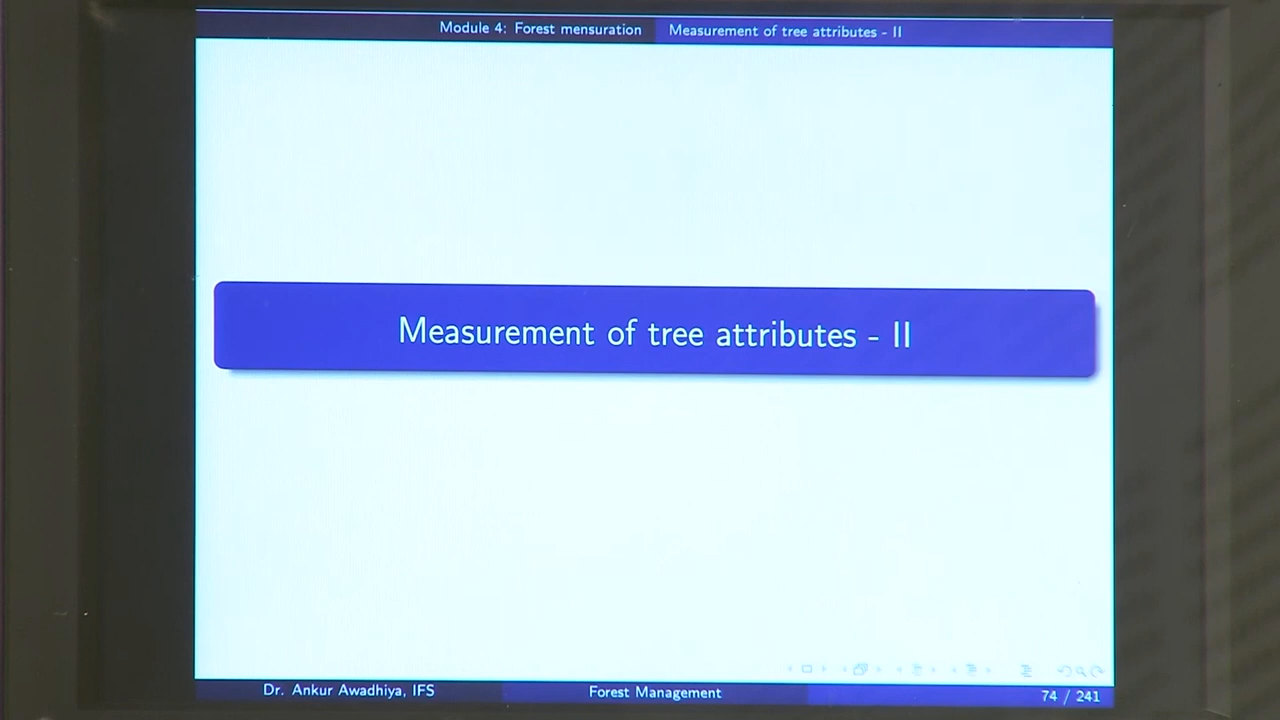 Module 4: Forest mensuration Measurement of tree attributes - II
Measurement of tree attributes - II
Dr. Ankur Awadhiya, IFS Forest Management 74 / 241